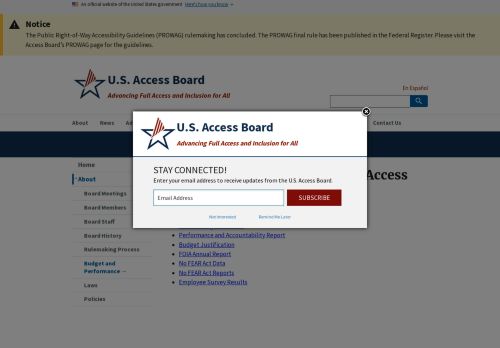 An official website of the United States government Here's how you know
Notice
The Public Right-of-Way Accessibility Guidelines (PROWAG) rulemaking has concluded. The PROWAG final rule has been published in the Federal Register. Please visit the
Access Board's PROWAG page for the guidelines.
U.S. Access Board
Advancing Full Access and Inclusion for All
En Español
About News Ad
Contact Us
U.S. Access Board
Advancing Full Access and Inclusion for All
STAY CONNECTED!
Enter your email address to receive updates from the U.S. Access Board.
Email Address
SUBSCRIBE
Not Interested Remind Me Later
Home
About
Board Meetings
Board Members
Board Staff
Board History
Rulemaking Process
Budget and
Performance
Laws
Policies
Access
Performance and Accountability Report
Budget Justification
FOIA Annual Report
No FEAR Act Data
No FEAR Act Reports
Employee Survey Results